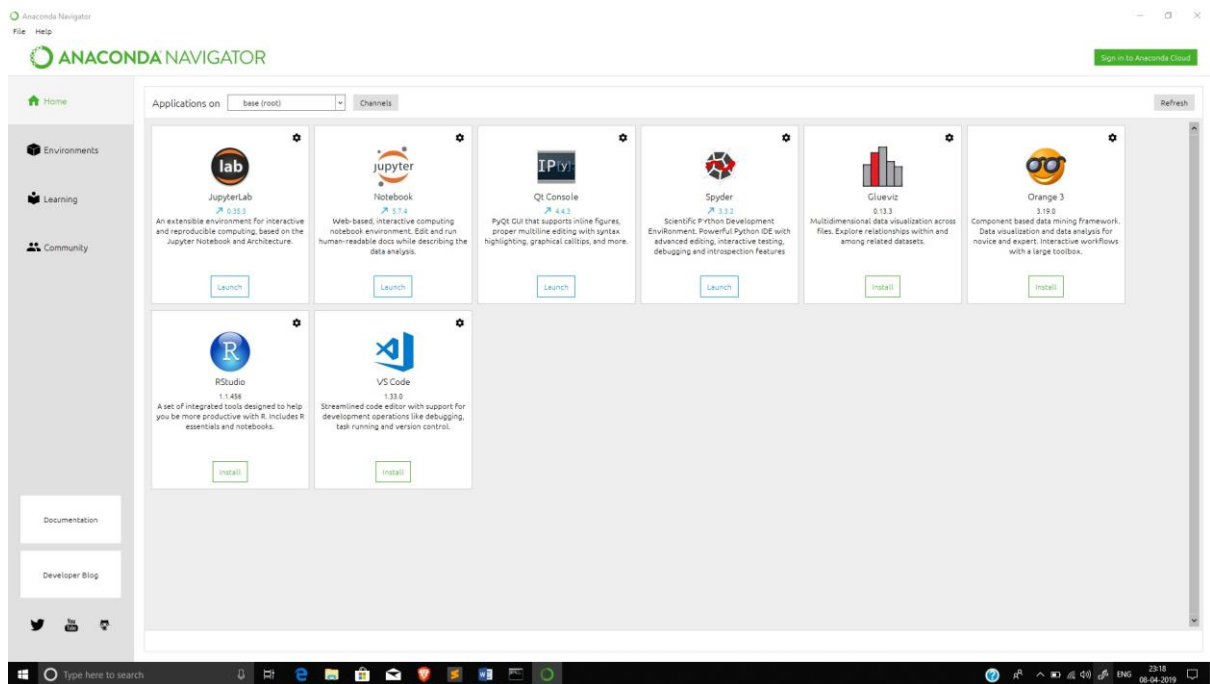 Anaconda Navigator
File Help
ANACONDA NAVIGATOR
Sign in to Anaconda Cloud
Home
Environments
Learning
Community
Documentation
Developer Blog
You Tube
Applications on base (root) Channels Refresh
lab
JupyterLab
0.35.3
An extensible environment for interactive
and reproducible computing, based on the
Jupyter Notebook and Architecture.
Launch
jupyter
Notebook
5.7.4
Web-based, interactive computing
notebook environment. Edit and run
human-readable docs while describing the
data analysis.
Launch
IP[y]:
Qt Console
4.4.3
PyQt GUI that supports inline figures,
proper multiline editing with syntax
highlighting, graphical calltips, and more.
Launch
Spyder
3.3.2
Scientific Python Development
EnviRonment. Powerful Python IDE with
advanced editing, interactive testing,
debugging and introspection features
Launch
Glueviz
0.13.3
Multidimensional data visualization across
files. Explore relationships within and
among related datasets.
Install
Orange 3
3.19.0
Component based data mining framework.
Data visualization and data analysis for
novice and expert. Interactive workflows
with a large toolbox.
Install
R
RStudio
1.1.456
A set of integrated tools designed to help
you be more productive with R. Includes R
essentials and notebooks.
Install
VS Code
1.33.0
Streamlined code editor with support for
development operations like debugging,
task running and version control.
Install
Type here to search
ENG
23:18
08-04-2019